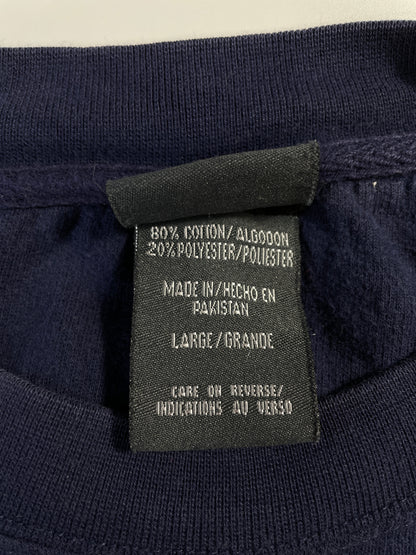 80% COTTON/ALGODON
20% POLYESTER/POLIESTER
MADE IN/HECHO EN
PAKISTAN
LARGE/GRANDE
CARE ON REVERSE/
INDICATIONS AU VERSO